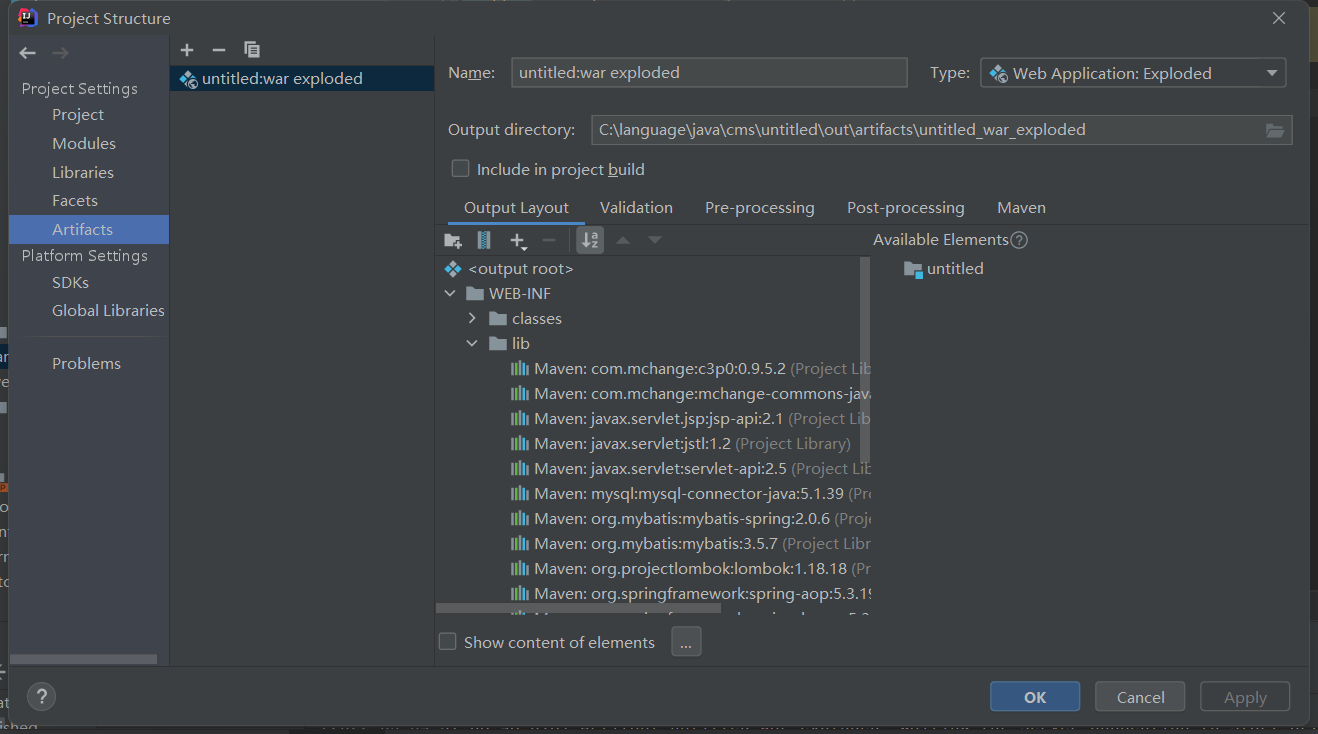 Project Structure
Project Settings
Project
Modules
Libraries
Facets
Artifacts
Platform Settings
SDKs
Global Libraries
Problems
untitled:war exploded
Name: untitled:war exploded Type: Web Application: Exploded
Output directory: C:\language\java\cms\untitled\out\artifacts\untitled_war_exploded
Include in project build
Output Layout Validation Pre-processing Post-processing Maven
Available Elements
<output root>
untitled
WEB-INF
classes
lib
Maven: com.mchange:c3p0:0.9.5.2 (Project Lib
Maven: com.mchange:mchange-commons-java
Maven: javax.servlet.jsp:jsp-api:2.1 (Project Lib
Maven: javax.servlet:jstl:1.2 (Project Library)
Maven: javax.servlet:servlet-api:2.5 (Project Lib
Maven: mysql:mysql-connector-java:5.1.39 (Pro
Maven: org.mybatis:mybatis-spring:2.0.6 (Proje
Maven: org.mybatis:mybatis:3.5.7 (Project Libr
Maven: org.projectlombok:lombok:1.18.18 (Pr
Maven: org.springframework:spring-aop:5.3.19
Show content of elements ...
? OK Cancel Apply